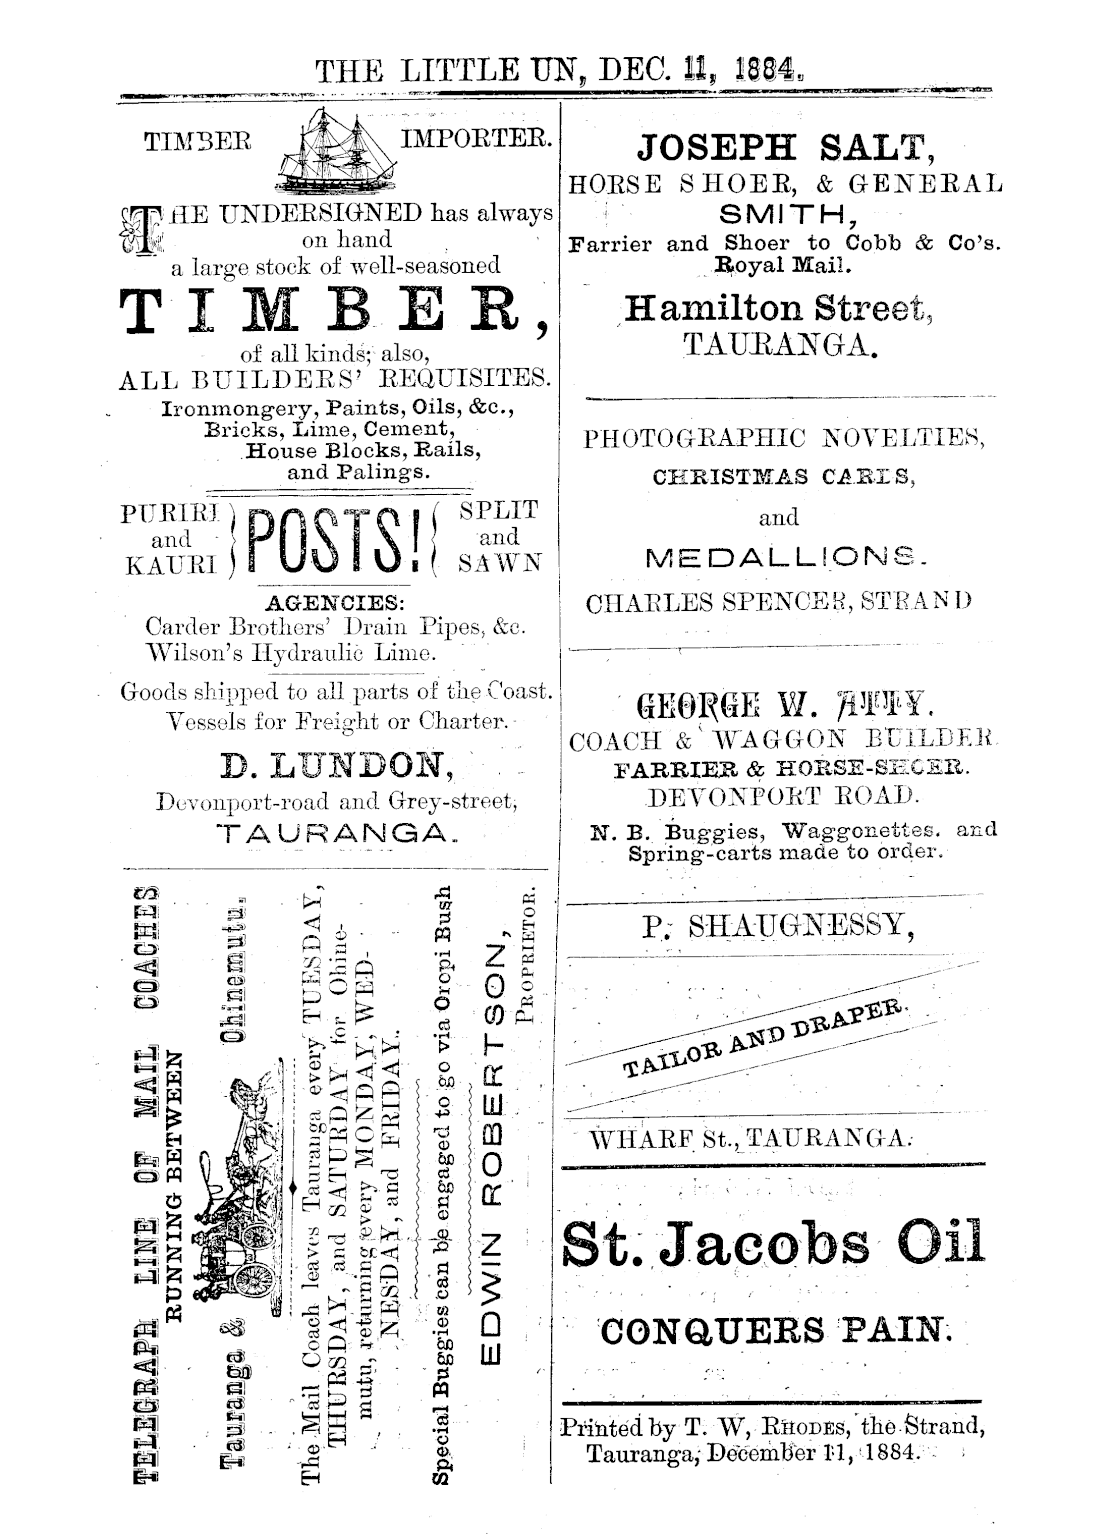 THE LITTLE UN, DEC. 11, 1884.
TIMBER IMPORTER.
THE UNDERSIGNED has always
on hand
a large stock of well-seasoned
TIMBER,
of all kinds; also,
ALL BUILDERS' REQUISITES.
Ironmongery, Paints, Oils, &c.,
Bricks, Lime, Cement,
House Blocks, Rails,
and Palings.
PURIRI and KAURI
POSTS!
SPLIT and SAWN
AGENCIES:
Carder Brothers' Drain Pipes, &c.
Wilson's Hydraulic Lime.
Goods shipped to all parts of the Coast.
Vessels for Freight or Charter.
D. LUNDON,
Devonport-road and Grey-street,
TAURANGA.
TELEGRAPH LINE OF MAIL COACHES
RUNNING BETWEEN
Tauranga & Ohinemutu.
The Mail Coach leaves Tauranga every TUESDAY,
THURSDAY, and SATURDAY for Ohine-
mutu, returning every MONDAY, WED-
NESDAY, and FRIDAY.
Special Buggies can be engaged to go via Oropi Bush
EDWIN ROBERTSON,
PROPRIETOR.
JOSEPH SALT,
HORSE SHOER, & GENERAL
SMITH,
Farrier and Shoer to Cobb & Co's.
Royal Mail.
Hamilton Street,
TAURANGA.
PHOTOGRAPHIC NOVELTIES,
CHRISTMAS CARDS,
and
MEDALLIONS.
CHARLES SPENCER, STRAND
GEORGE W. ATTY.
COACH & WAGGON BUILDER
FARRIER & HORSE-SHOER.
DEVONPORT ROAD.
N. B. Buggies, Waggonettes. and
Spring-carts made to order.
P. SHAUGNESSY,
TAILOR AND DRAPER.
WHARF St., TAURANGA.
St. Jacobs Oil
CONQUERS PAIN.
Printed by T. W, RHODES, the Strand,
Tauranga, December 11, 1884.